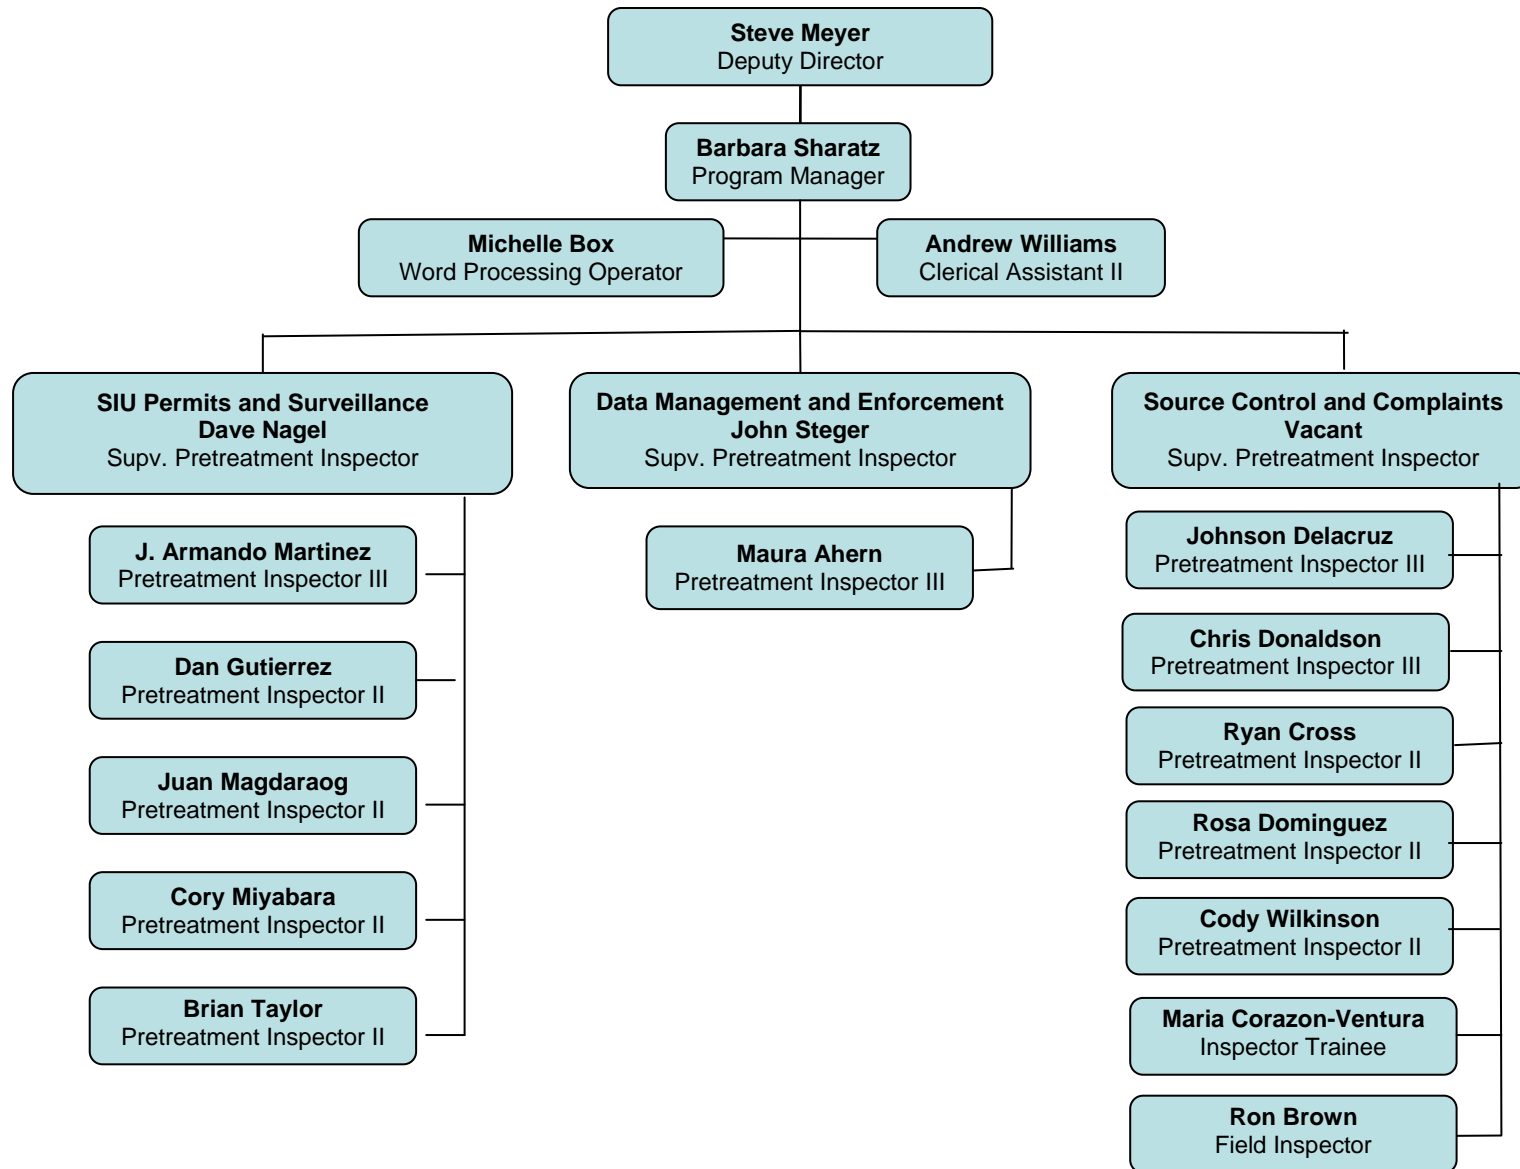 Steve Meyer
Deputy Director
Barbara Sharatz
Program Manager
Michelle Box
Word Processing Operator
Andrew Williams
Clerical Assistant II
SIU Permits and Surveillance
Dave Nagel
Supv. Pretreatment Inspector
J. Armando Martinez
Pretreatment Inspector III
Dan Gutierrez
Pretreatment Inspector II
Juan Magdaraog
Pretreatment Inspector II
Cory Miyabara
Pretreatment Inspector II
Brian Taylor
Pretreatment Inspector II
Data Management and Enforcement
John Steger
Supv. Pretreatment Inspector
Maura Ahern
Pretreatment Inspector III
Source Control and Complaints
Vacant
Supv. Pretreatment Inspector
Johnson Delacruz
Pretreatment Inspector III
Chris Donaldson
Pretreatment Inspector III
Ryan Cross
Pretreatment Inspector II
Rosa Dominguez
Pretreatment Inspector II
Cody Wilkinson
Pretreatment Inspector II
Maria Corazon-Ventura
Inspector Trainee
Ron Brown
Field Inspector